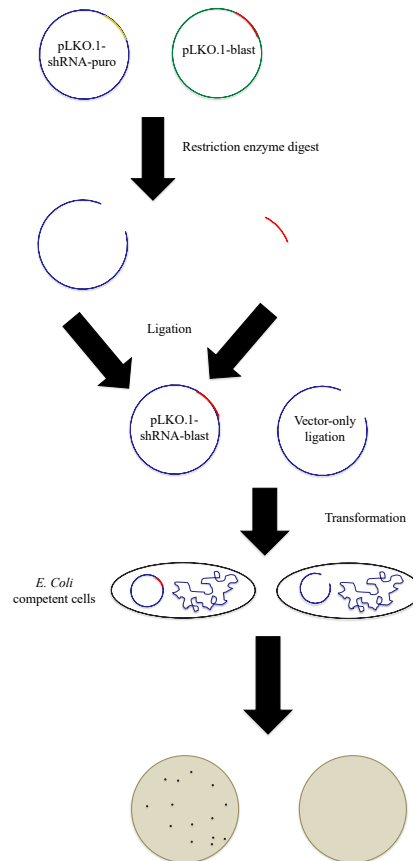 pLKO.1-
shRNA-puro
pLKO.1-blast
Restriction enzyme digest
Ligation
pLKO.1-
shRNA-blast
Vector-only
ligation
Transformation
E. Coli
competent cells